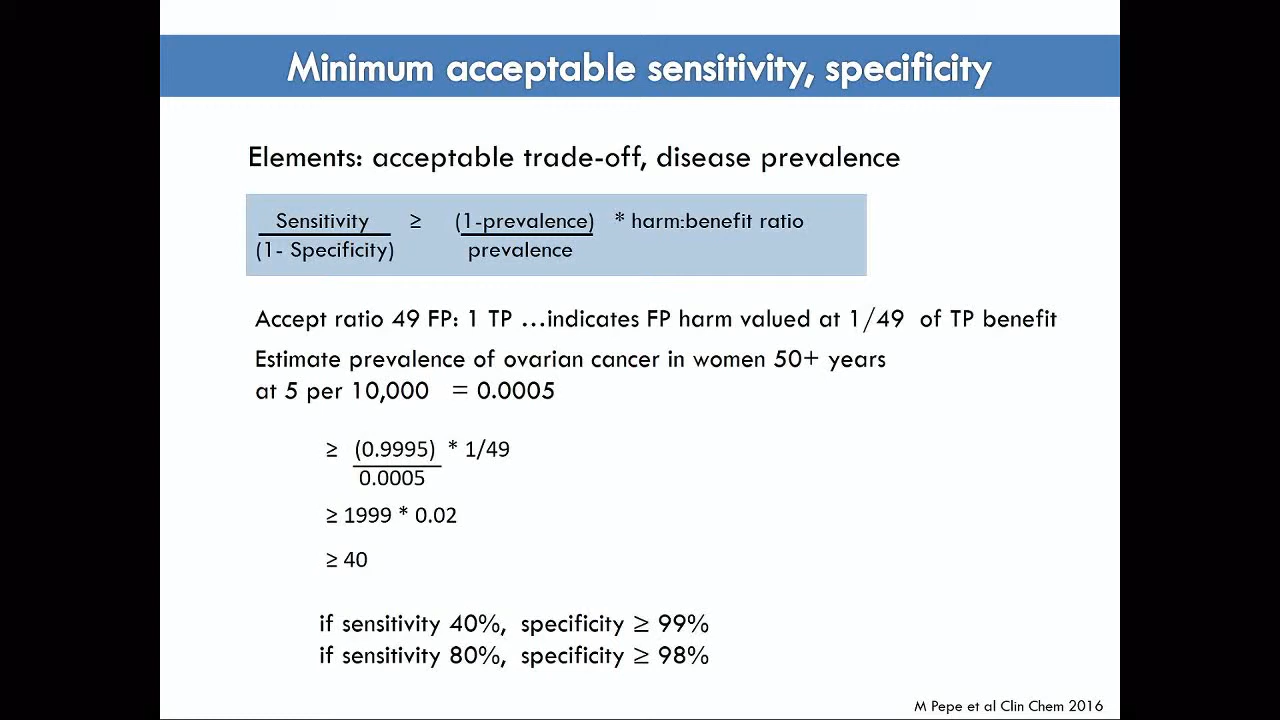 Minimum acceptable sensitivity, specificity
Elements: acceptable trade-off, disease prevalence
Sensitivity ≥ (1-prevalence) * harm:benefit ratio
(1- Specificity) prevalence
Accept ratio 49 FP: 1 TP …indicates FP harm valued at 1/49 of TP benefit
Estimate prevalence of ovarian cancer in women 50+ years
at 5 per 10,000 = 0.0005
≥ (0.9995) * 1/49
0.0005
≥ 1999 * 0.02
≥ 40
if sensitivity 40%, specificity ≥ 99%
if sensitivity 80%, specificity ≥ 98%
M Pepe et al Clin Chem 2016